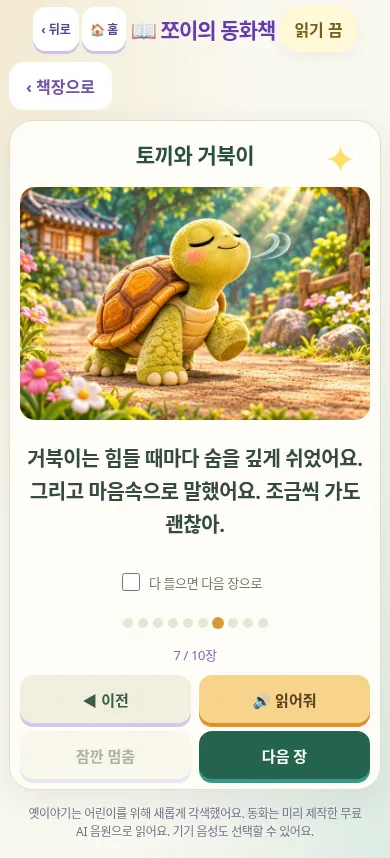 ‹ 뒤로
🏠 홈
📖 쪼이의 동화책
읽기 끔
‹ 책장으로
토끼와 거북이
거북이는 힘들 때마다 숨을 깊게 쉬었어요.
그리고 마음속으로 말했어요. 조금씩 가도
괜찮아.
다 들으면 다음 장으로
7 / 10장
◀ 이전
🔊 읽어줘
잠깐 멈춤
다음 장
옛이야기는 어린이를 위해 새롭게 각색했어요. 동화는 미리 제작한 무료
AI 음원으로 읽어요. 기기 음성도 선택할 수 있어요.